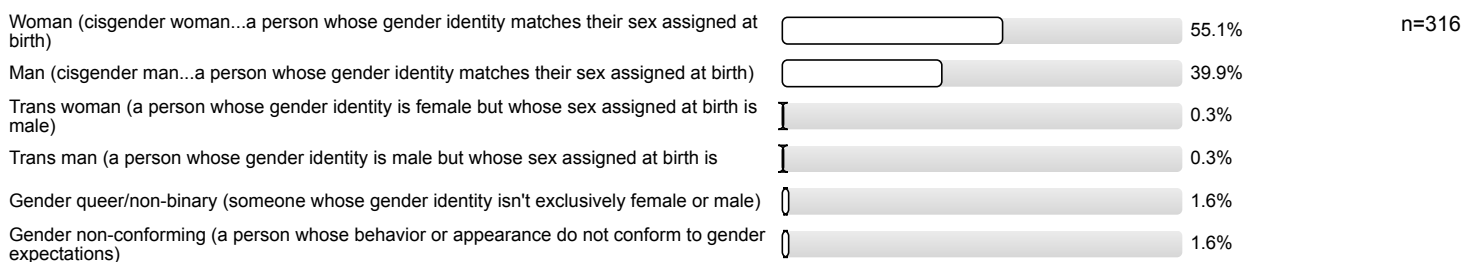 Woman (cisgender woman...a person whose gender identity matches their sex assigned at
birth)
55.1%
n=316
Man (cisgender man...a person whose gender identity matches their sex assigned at birth)
39.9%
Trans woman (a person whose gender identity is female but whose sex assigned at birth is
male)
0.3%
Trans man (a person whose gender identity is male but whose sex assigned at birth is
0.3%
Gender queer/non-binary (someone whose gender identity isn't exclusively female or male)
1.6%
Gender non-conforming (a person whose behavior or appearance do not conform to gender
expectations)
1.6%